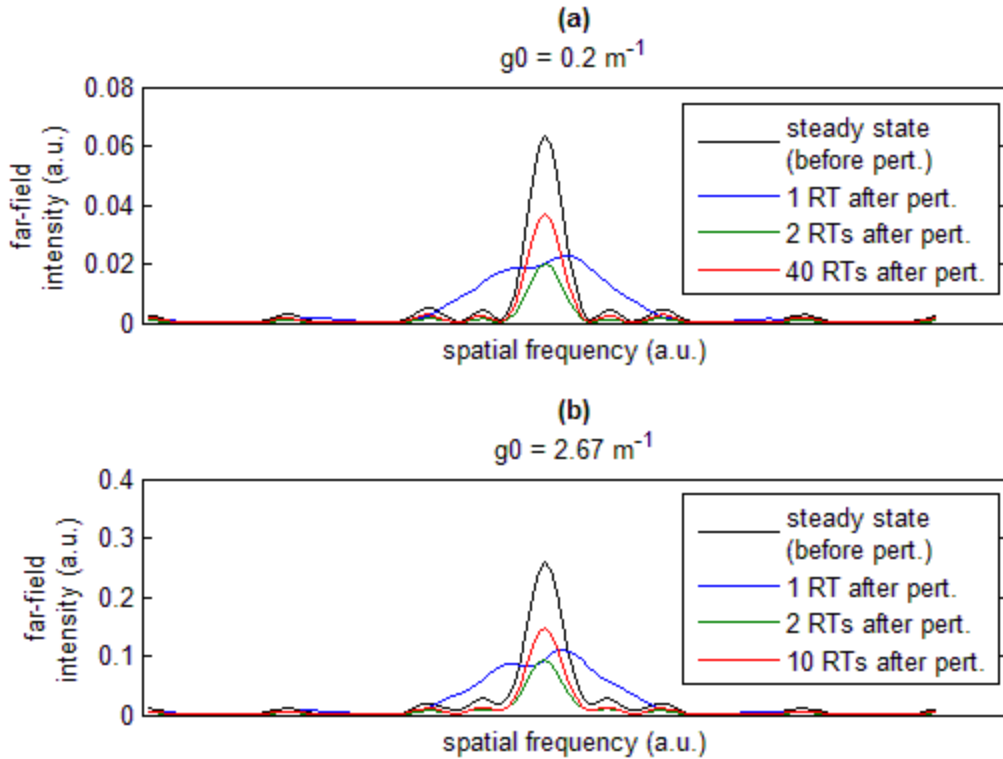 (a)
g0 = 0.2 m⁻¹
far-field
intensity (a.u.)
0.08
0.06
0.04
0.02
0
steady state
(before pert.)
1 RT after pert.
2 RTs after pert.
40 RTs after pert.
spatial frequency (a.u.)
(b)
g0 = 2.67 m⁻¹
far-field
intensity (a.u.)
0.4
0.3
0.2
0.1
0
steady state
(before pert.)
1 RT after pert.
2 RTs after pert.
10 RTs after pert.
spatial frequency (a.u.)